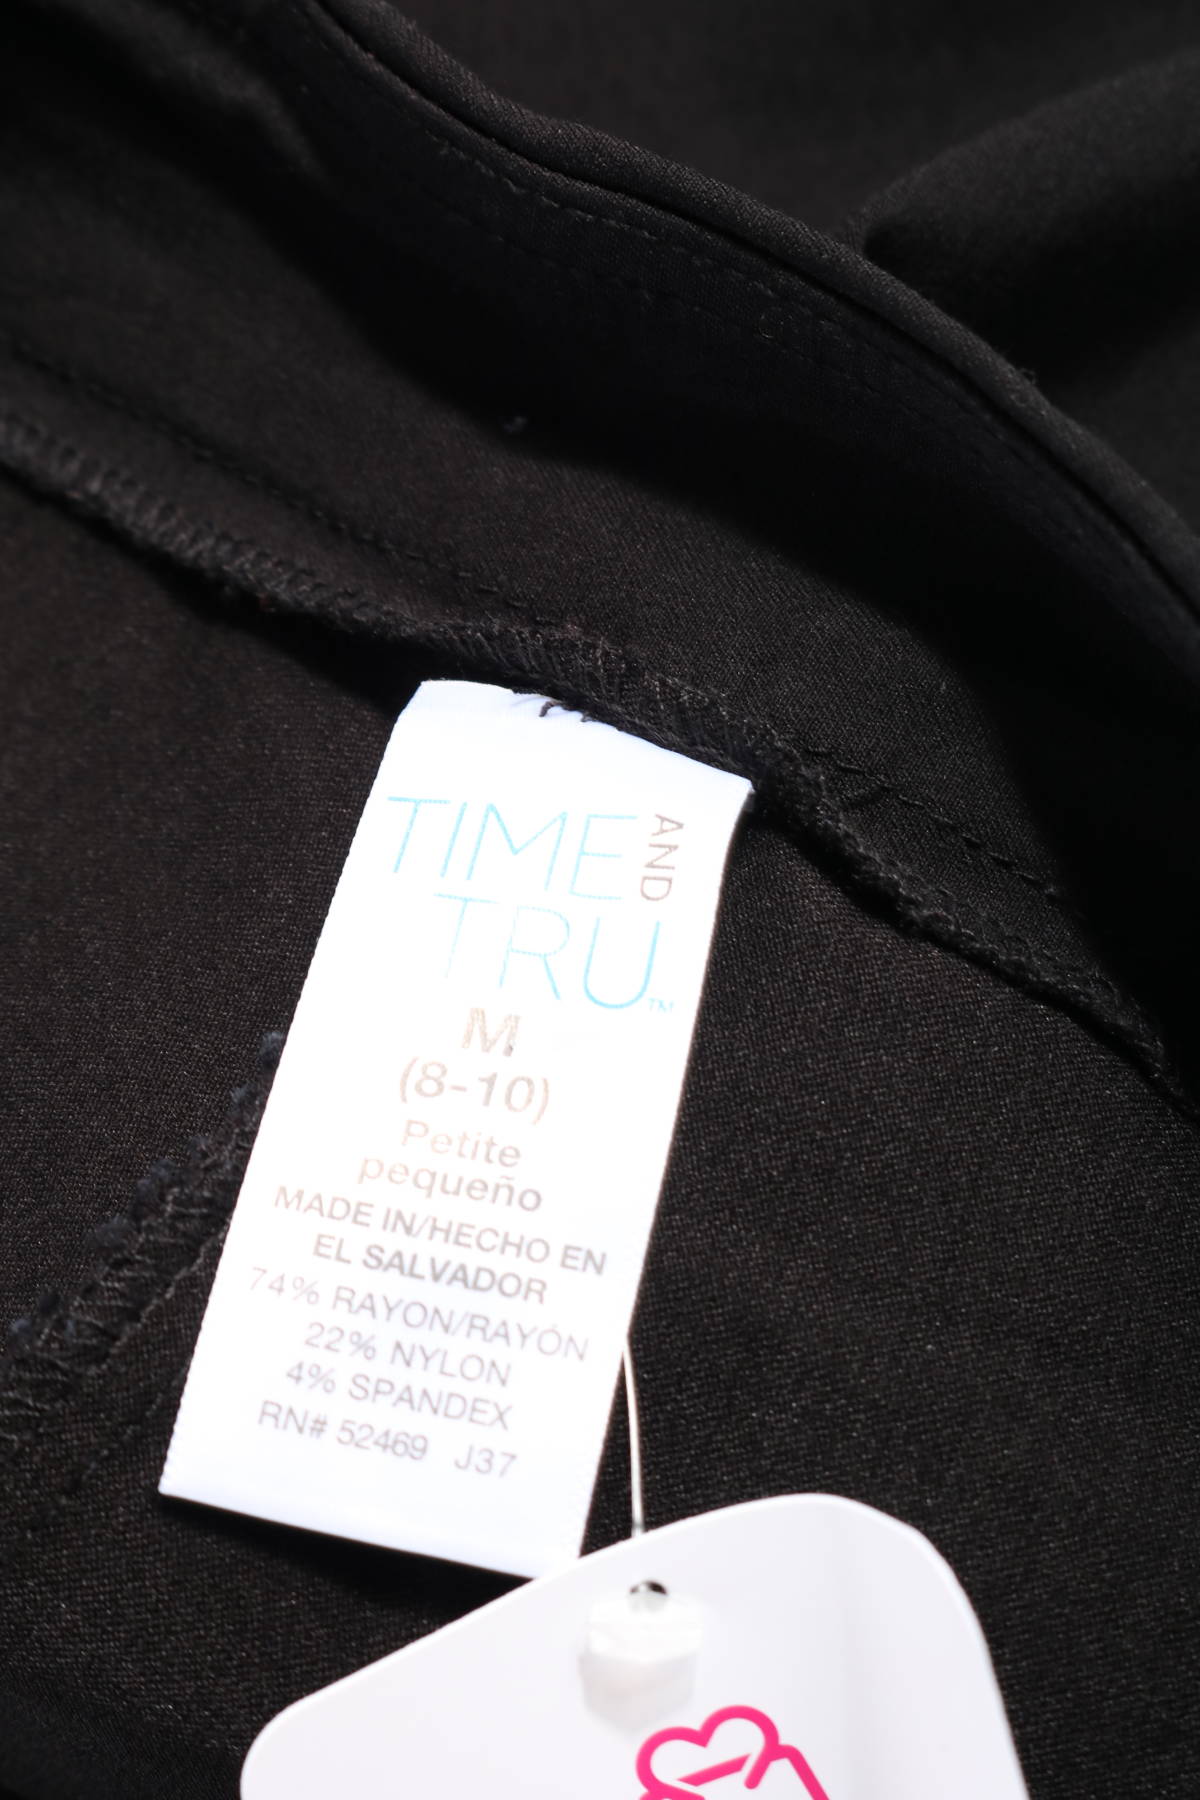 TIME AND
TRU™
M
(8-10)
Petite
pequeño
MADE IN/HECHO EN
EL SALVADOR
74% RAYON/RAYÓN
22% NYLON
4% SPANDEX
RN# 52469 J37